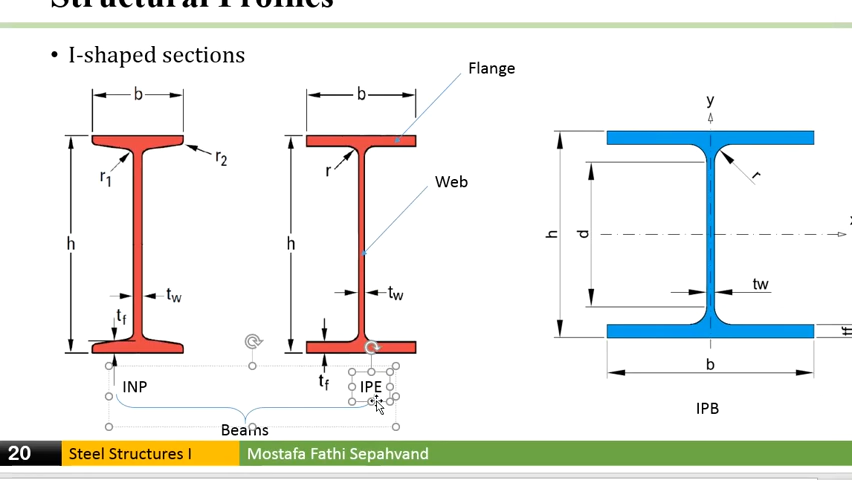 Structural Profiles
• I-shaped sections
Flange
b
b
y
r1
r2
r
r
Web
h
h
h
d
x
tw
tw
tw
tf
tf
tf
b
INP
IPE
IPB
Beams
20
Steel Structures I
Mostafa Fathi Sepahvand